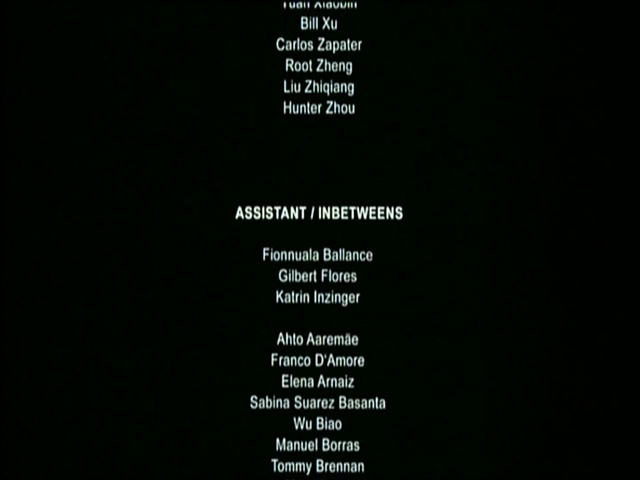 Bill Xu
Carlos Zapater
Root Zheng
Liu Zhiqiang
Hunter Zhou
ASSISTANT / INBETWEENS
Fionnuala Ballance
Gilbert Flores
Katrin Inzinger
Ahto Aaremäe
Franco D'Amore
Elena Arnaiz
Sabina Suarez Basanta
Wu Biao
Manuel Borras
Tommy Brennan